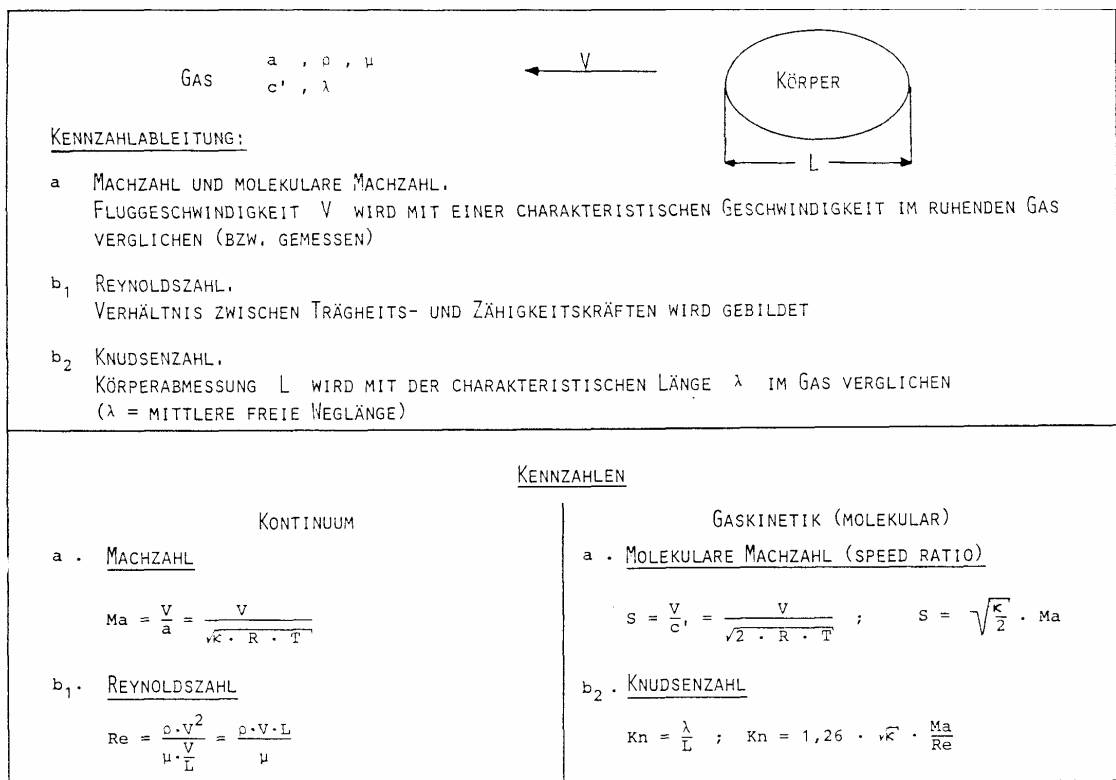 GAS a , ρ , μ
c' , λ
V
KÖRPER
L
KENNZAHLABLEITUNG:
a MACHZAHL UND MOLEKULARE MACHZAHL.
FLUGGESCHWINDIGKEIT V WIRD MIT EINER CHARAKTERISTISCHEN GESCHWINDIGKEIT IM RUHENDEN GAS
VERGLICHEN (BZW. GEMESSEN)
b₁ REYNOLDSZAHL.
VERHÄLTNIS ZWISCHEN TRÄGHEITS- UND ZÄHIGKEITSKRÄFTEN WIRD GEBILDET
b₂ KNUDSENZAHL.
KÖRPERABMESSUNG L WIRD MIT DER CHARAKTERISTISCHEN LÄNGE λ IM GAS VERGLICHEN
(λ = MITTLERE FREIE WEGLÄNGE)
KENNZAHLEN
KONTINUUM
a . MACHZAHL
Ma = V/a = V/√(κ · R · T)
b₁. REYNOLDSZAHL
Re = (ρ·V²)/(μ·V/L) = (ρ·V·L)/μ
GASKINETIK (MOLEKULAR)
a . MOLEKULARE MACHZAHL (SPEED RATIO)
S = V/c' = V/√(2 · R · T) ; S = √(κ/2) · Ma
b₂. KNUDSENZAHL
Kn = λ/L ; Kn = 1,26 · √κ · Ma/Re